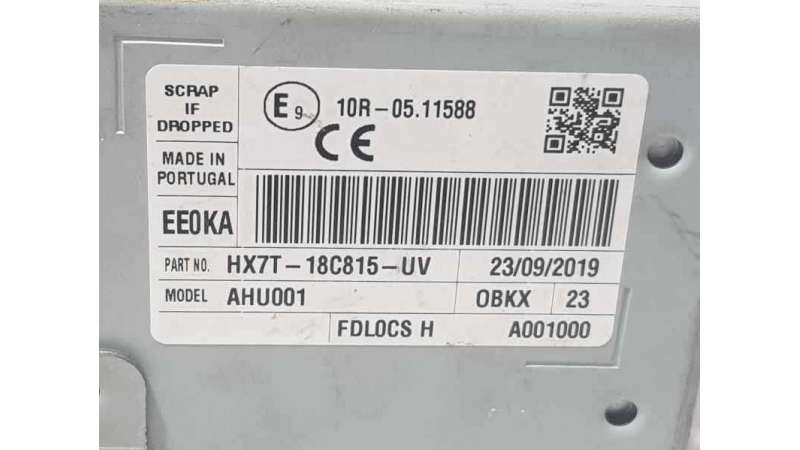 SCRAP
IF
DROPPED
E9 10R-05.11588
CE
MADE IN
PORTUGAL
EE0KA
PART NO. HX7T-18C815-UV 23/09/2019
MODEL AHU001 OBKX 23
FDLOCS H A001000